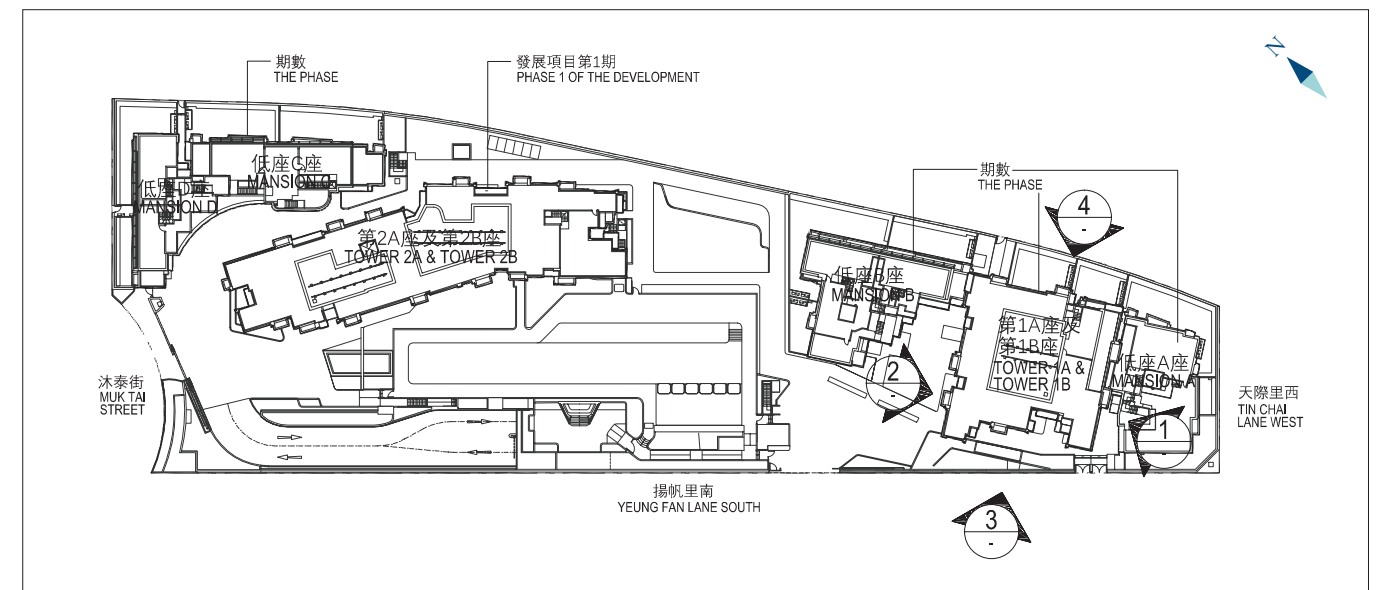 N
期數
THE PHASE
發展項目第1期
PHASE 1 OF THE DEVELOPMENT
低座C座
MANSION C
低座D座
MANSION D
第2A座及第2B座
TOWER 2A & TOWER 2B
期數
THE PHASE
4
-
低座B座
MANSION B
第1A座及
第1B座
TOWER 1A &
TOWER 1B
低座A座
MANSION A
2
-
沐泰街
MUK TAI
STREET
天際里西
TIN CHAI
LANE WEST
1
-
揚帆里南
YEUNG FAN LANE SOUTH
3
-